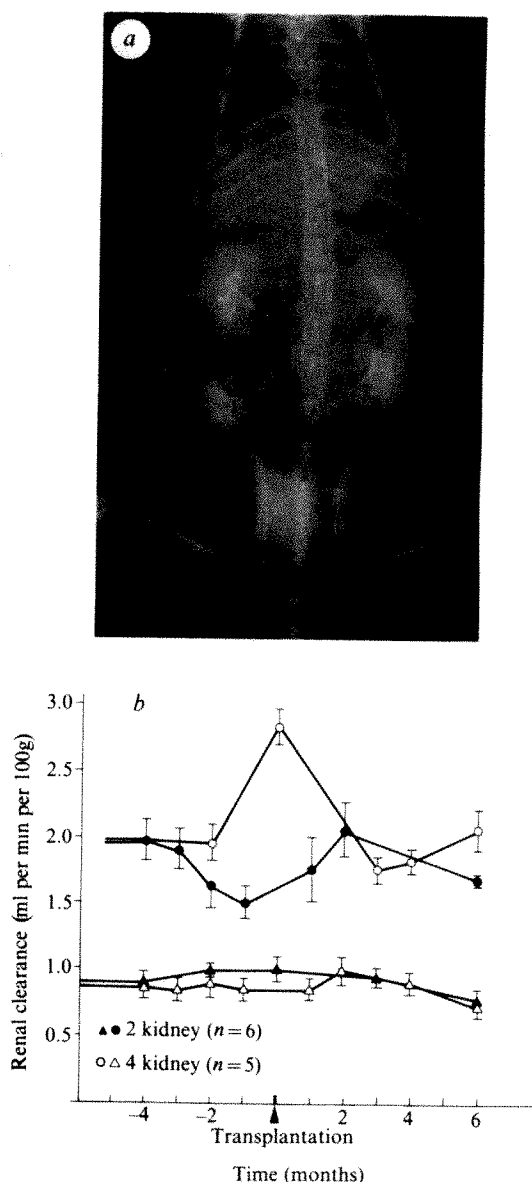 a
b
3.0
2.5
2.0
1.5
1.0
0.5
Renal clearance (ml per min per 100g)
▲● 2 kidney (n=6)
○△ 4 kidney (n=5)
−4 −2 2 4 6
Transplantation
Time (months)